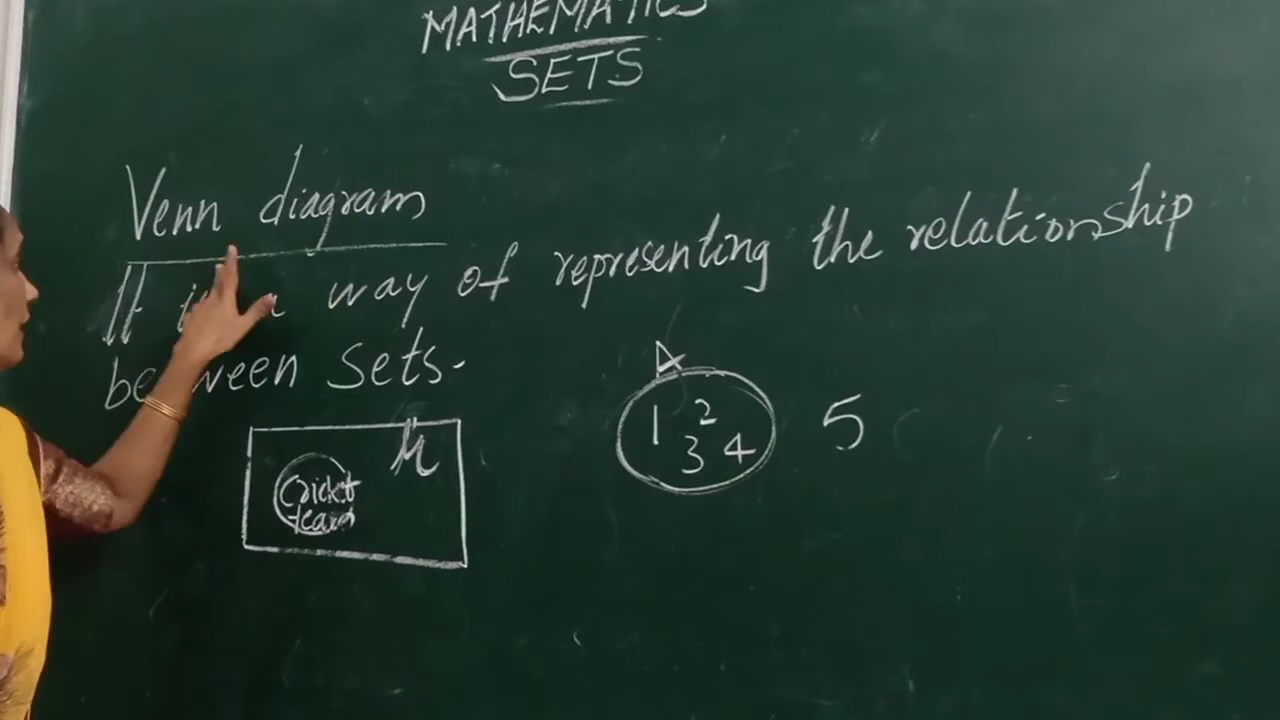 MATHEMATICS
SETS
Venn diagram
It is a way of representing the relationship
between sets.
A
1 2
3 4
5
μ
Cricket
team